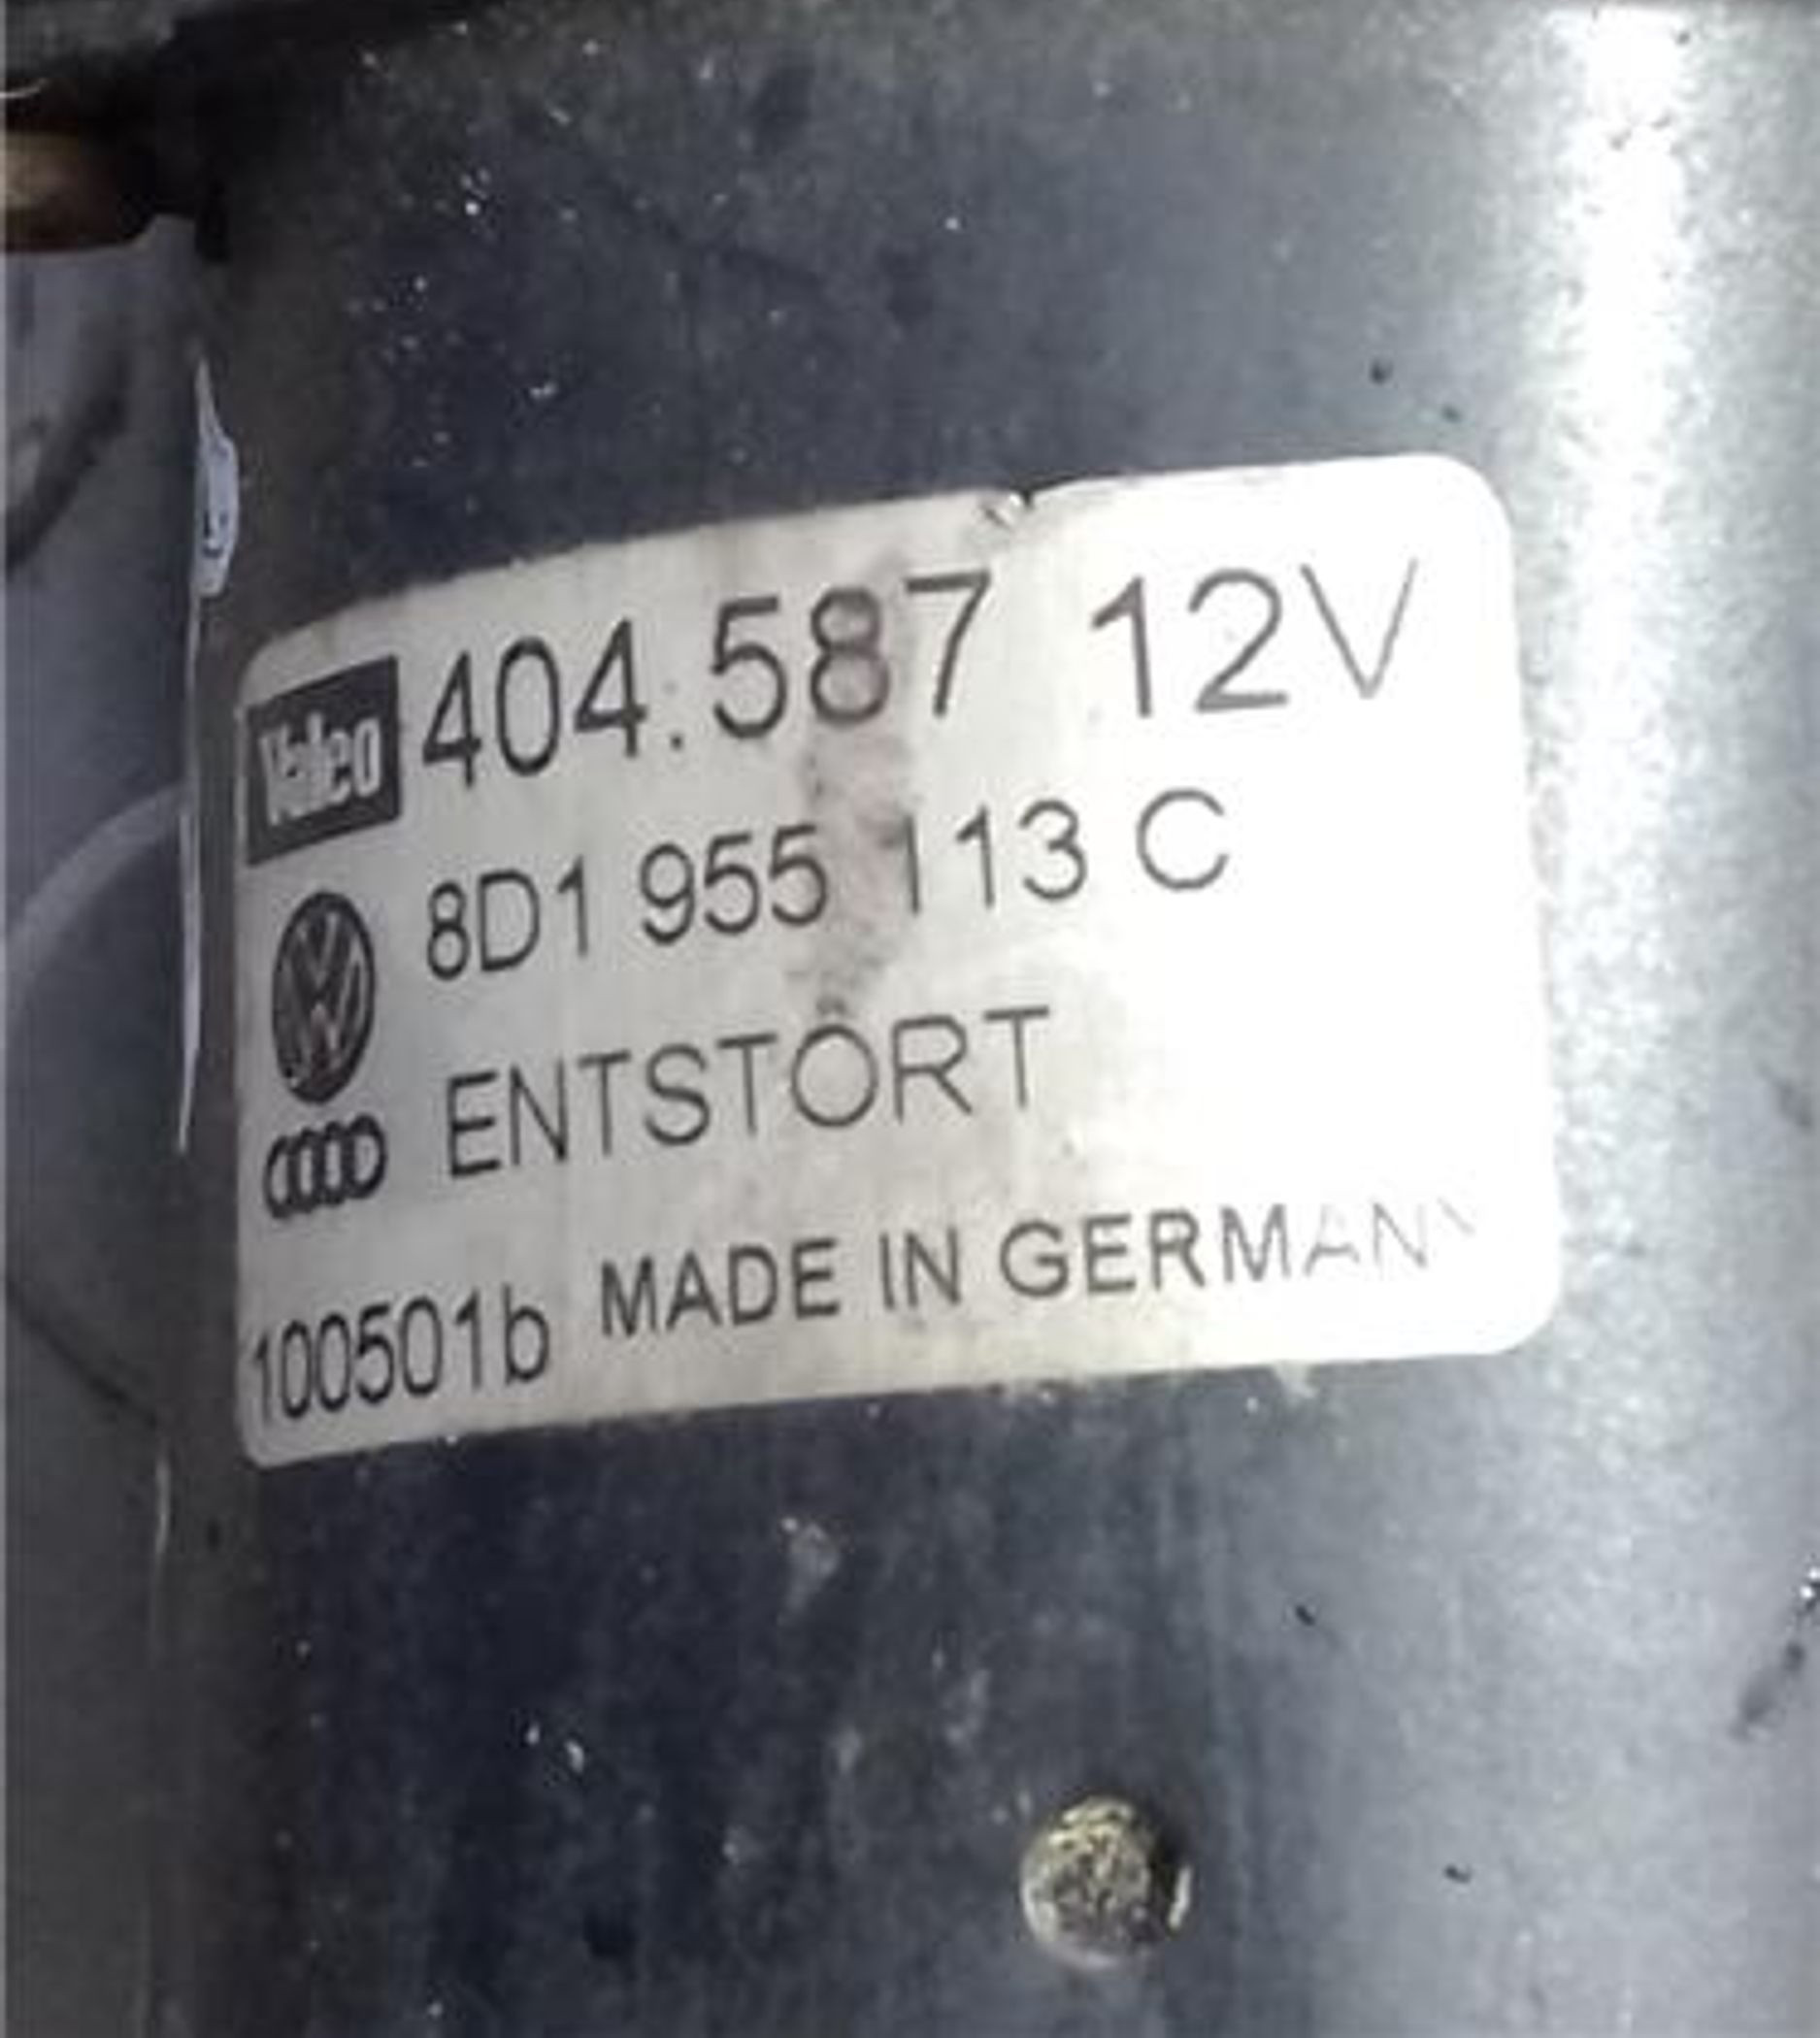 Valeo 404.587 12V
8D1 955 113 C
ENTSTÖRT
100501b MADE IN GERMANY